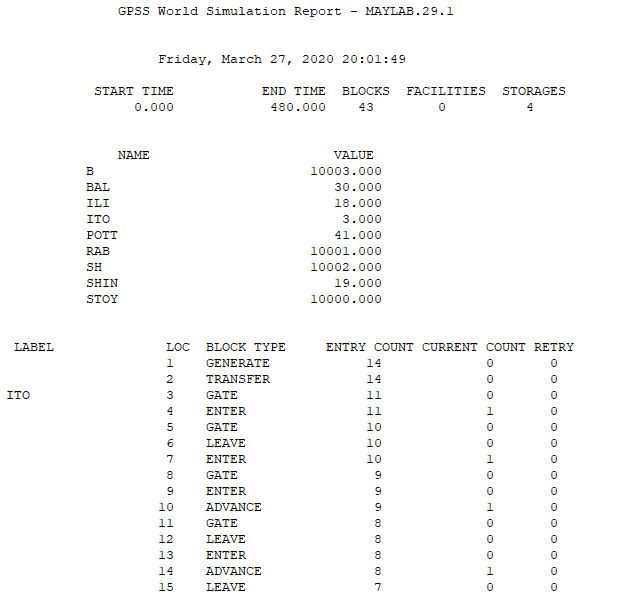 GPSS World Simulation Report - MAYLAB.29.1
Friday, March 27, 2020 20:01:49
START TIME END TIME BLOCKS FACILITIES STORAGES
0.000 480.000 43 0 4
NAME VALUE
B 10003.000
BAL 30.000
ILI 18.000
ITO 3.000
POTT 41.000
RAB 10001.000
SH 10002.000
SHIN 19.000
STOY 10000.000
LABEL LOC BLOCK TYPE ENTRY COUNT CURRENT COUNT RETRY
1 GENERATE 14 0 0
2 TRANSFER 14 0 0
ITO 3 GATE 11 0 0
4 ENTER 11 1 0
5 GATE 10 0 0
6 LEAVE 10 0 0
7 ENTER 10 1 0
8 GATE 9 0 0
9 ENTER 9 0 0
10 ADVANCE 9 1 0
11 GATE 8 0 0
12 LEAVE 8 0 0
13 ENTER 8 0 0
14 ADVANCE 8 1 0
15 LEAVE 7 0 0